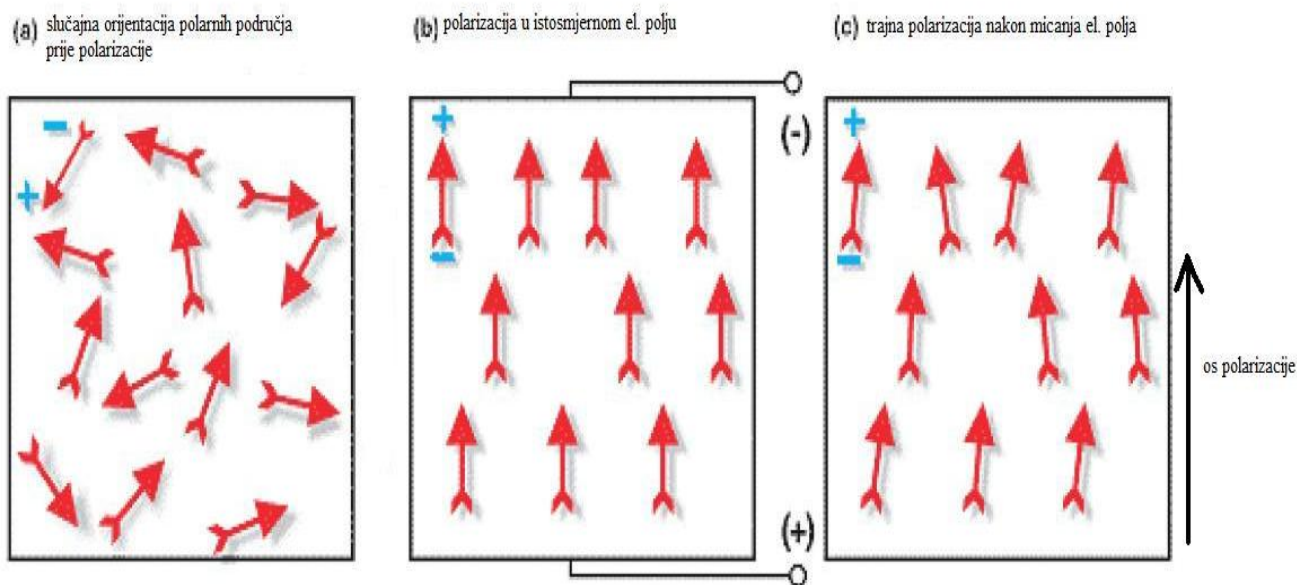 (a) slučajna orijentacija polarnih područja
prije polarizacije
(b) polarizacija u istosmjernom el. polju
(c) trajna polarizacija nakon micanja el. polja
−
+
+
−
(-)
(+)
+
−
os polarizacije